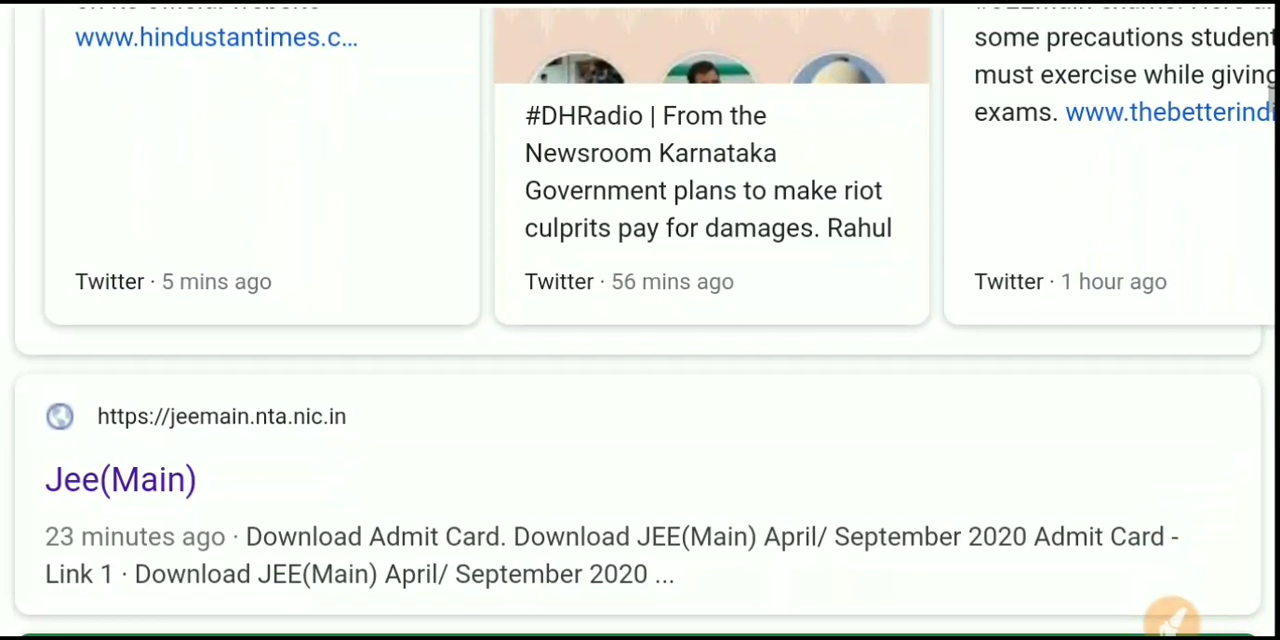 www.hindustantimes.c...
#DHRadio | From the
Newsroom Karnataka
Government plans to make riot
culprits pay for damages. Rahul
some precautions student
must exercise while giving
exams. www.thebetterindi
Twitter · 5 mins ago
Twitter · 56 mins ago
Twitter · 1 hour ago
https://jeemain.nta.nic.in
Jee(Main)
23 minutes ago · Download Admit Card. Download JEE(Main) April/ September 2020 Admit Card -
Link 1 · Download JEE(Main) April/ September 2020 ...